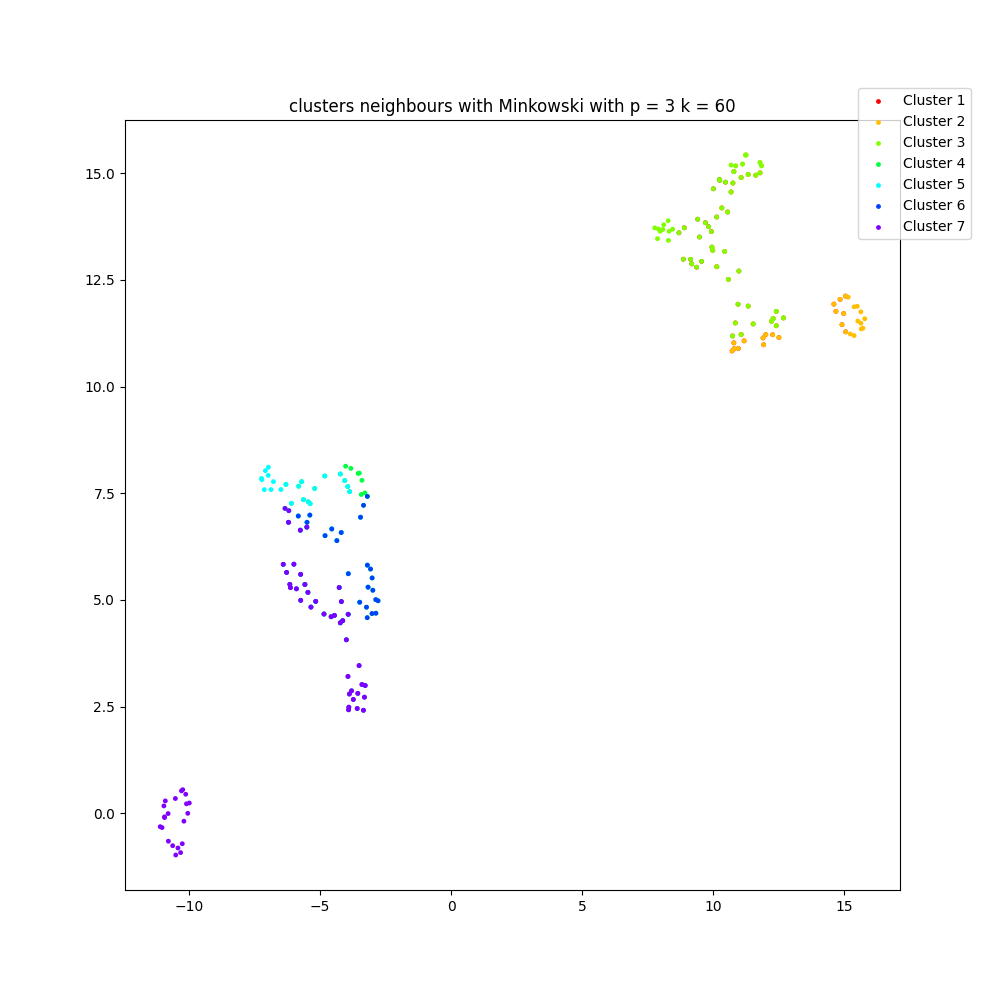 clusters neighbours with Minkowski with p = 3 k = 60
Cluster 1
Cluster 2
Cluster 3
Cluster 4
Cluster 5
Cluster 6
Cluster 7
15.0
12.5
10.0
7.5
5.0
2.5
0.0
−10
−5
0
5
10
15